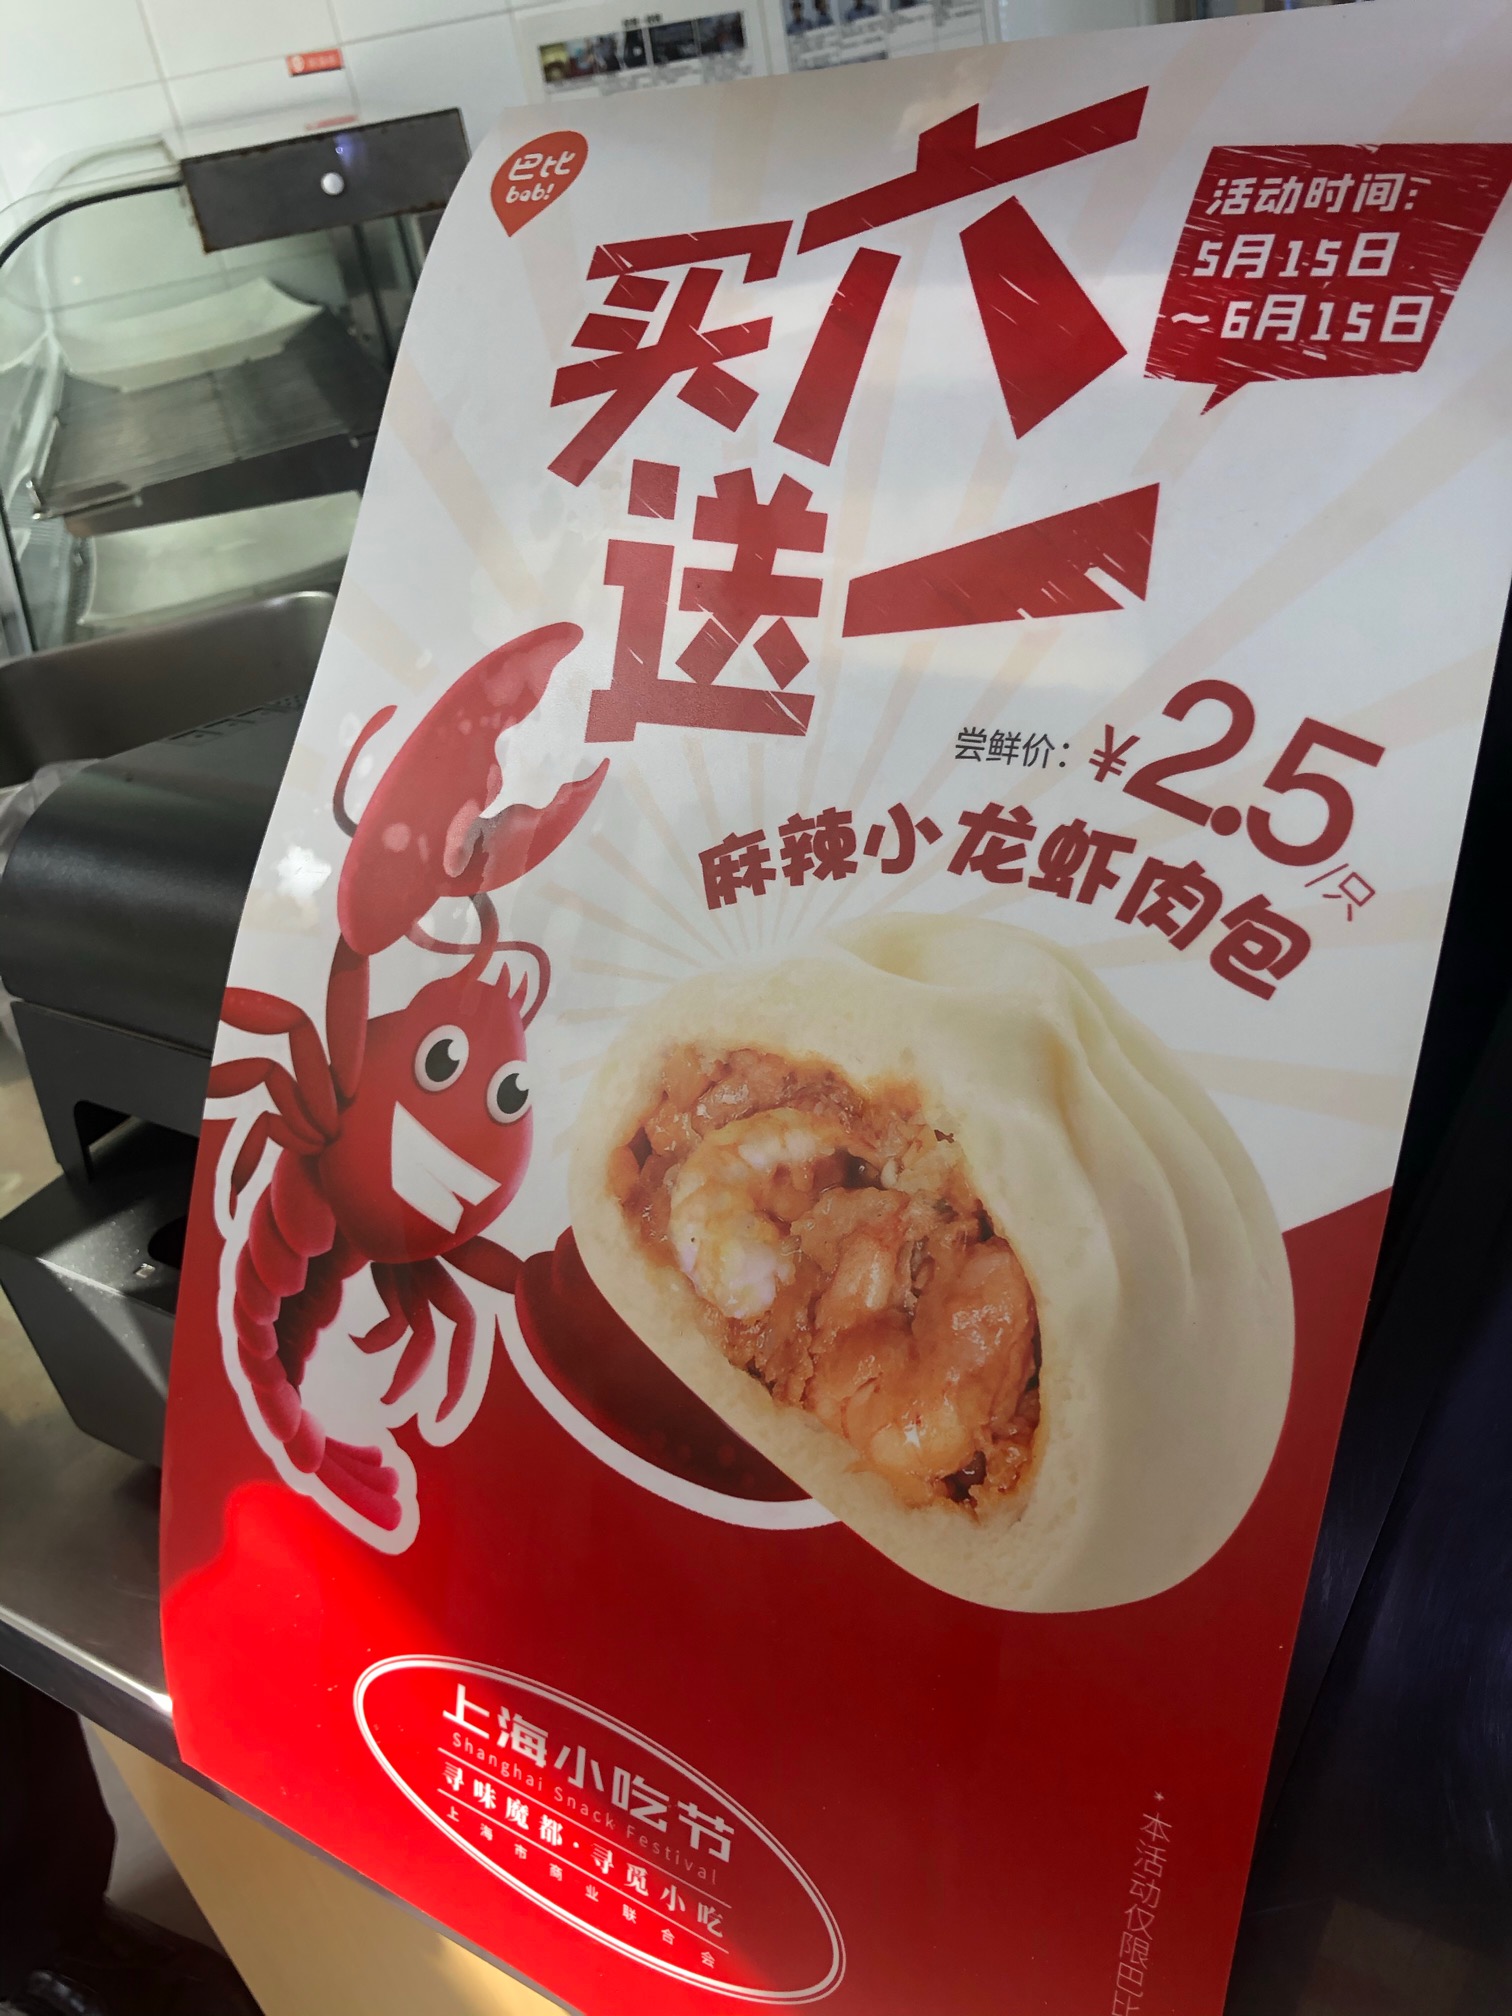 巴比
bobi
买六
送一
活动时间:
5月15日
~6月15日
尝鲜价: ¥2.5/只
麻辣小龙虾肉包
上海小吃节
Shanghai Snack Festival
寻味魔都·寻觅小吃
上海市商业联合会
*本活动仅限